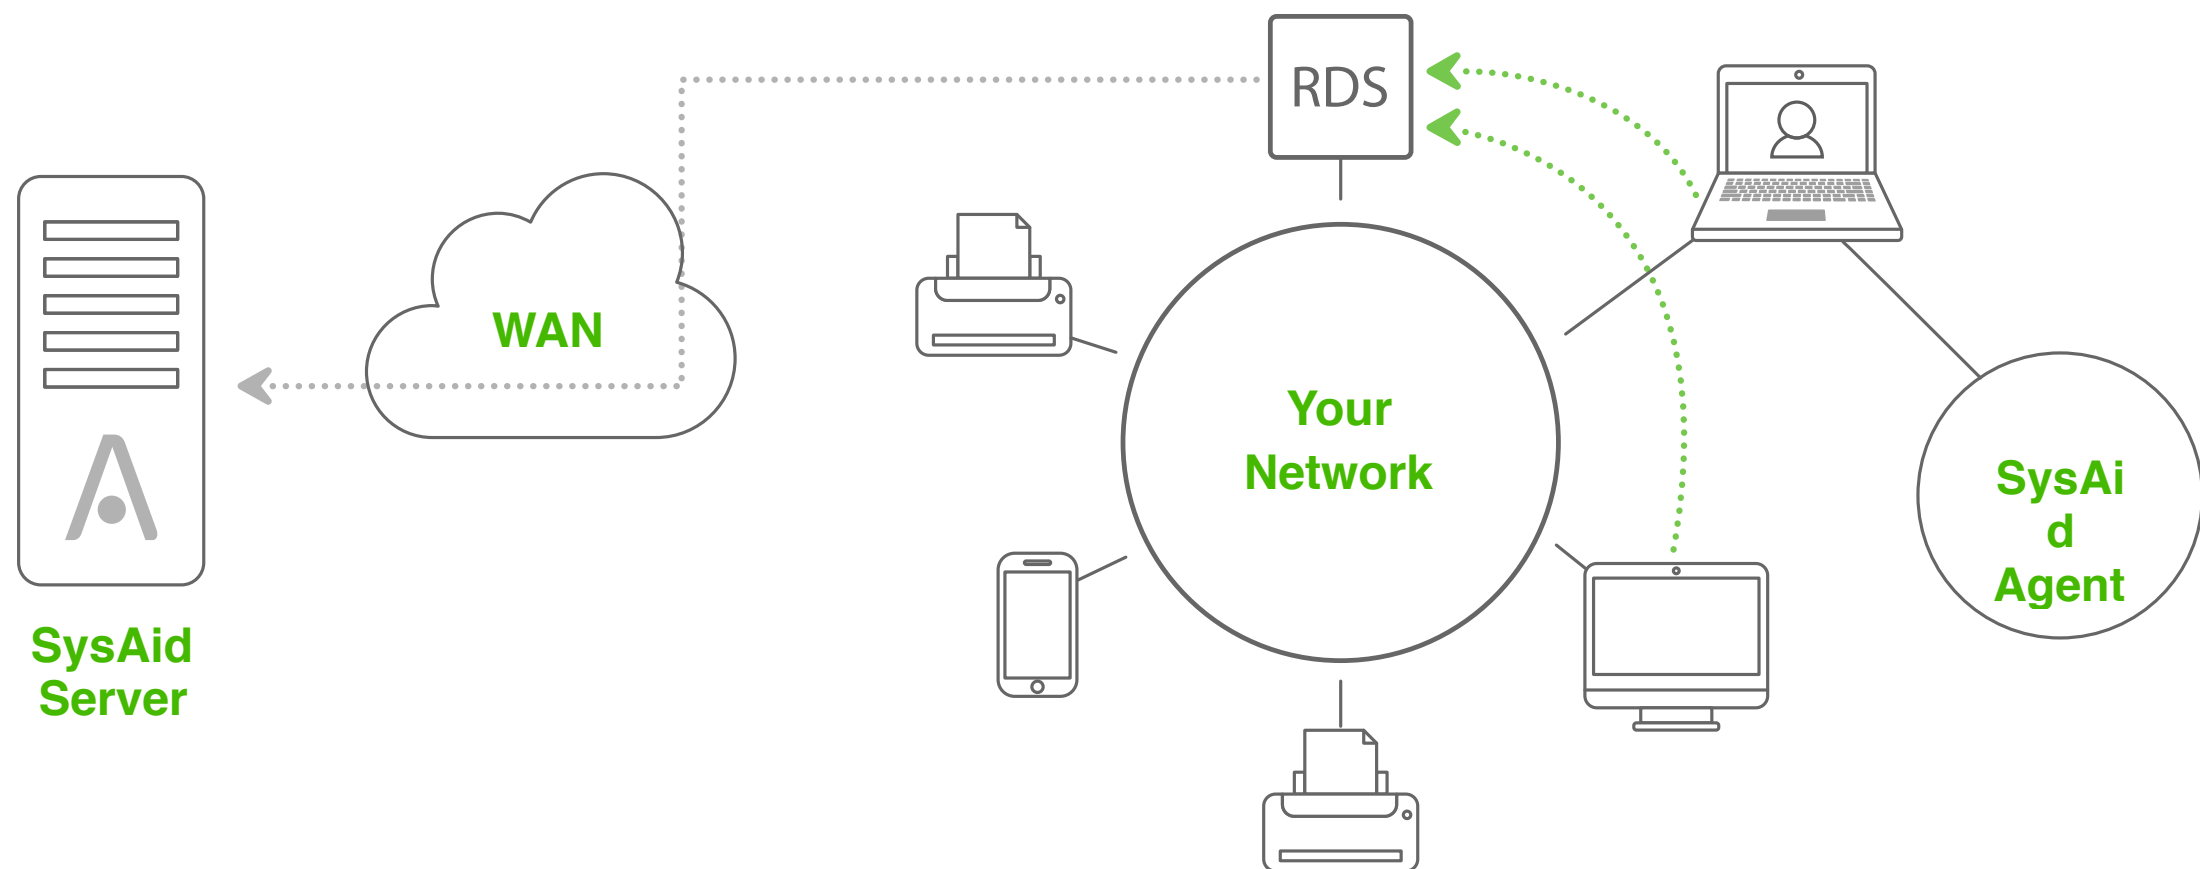 RDS
WAN
Your
Network
SysAi
d
Agent
SysAid
Server